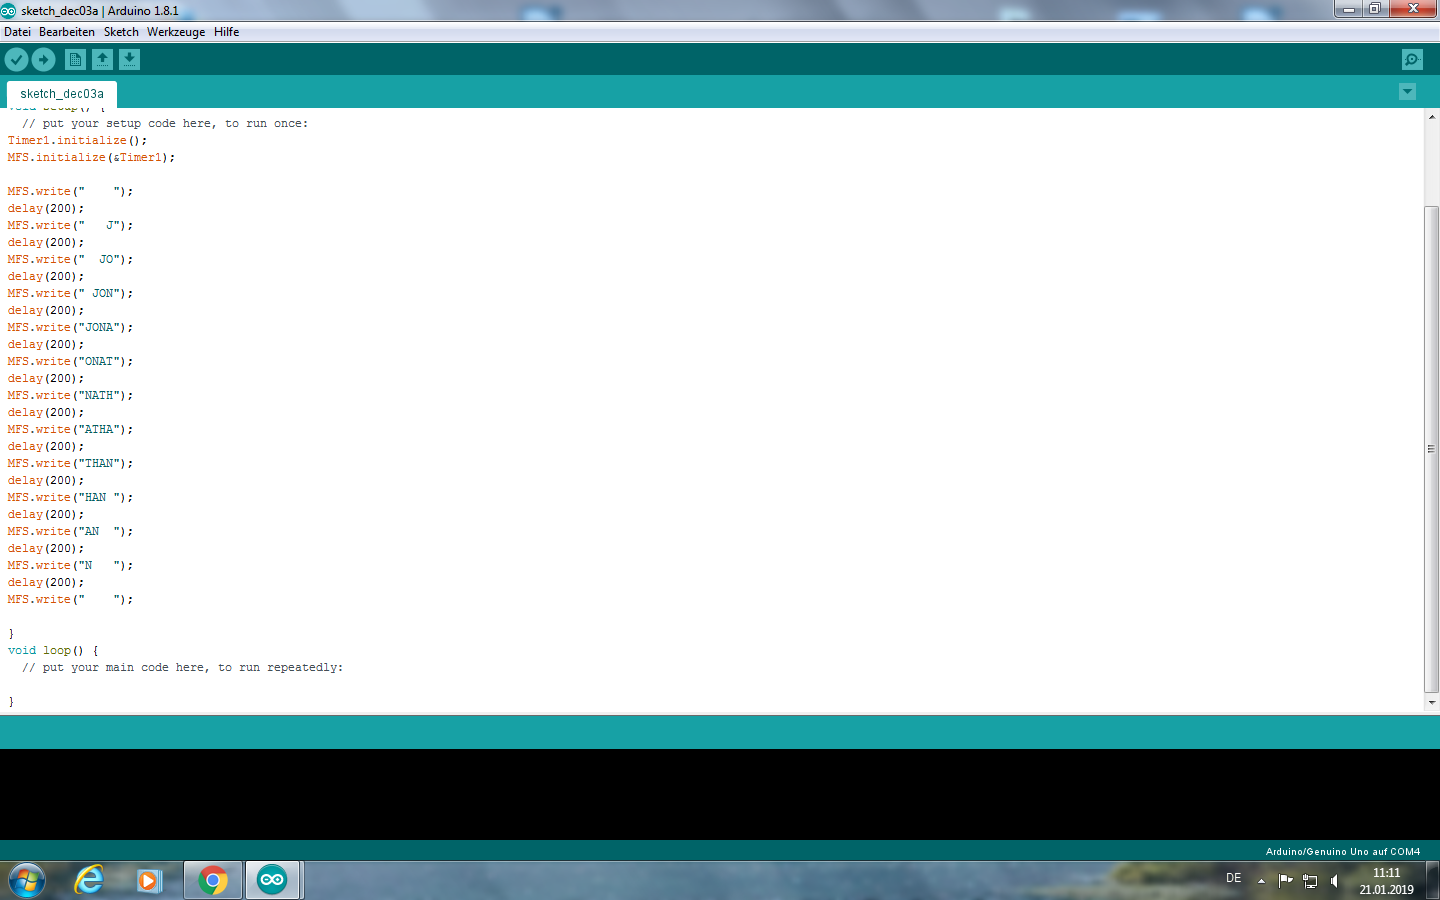 sketch_dec03a | Arduino 1.8.1
Datei Bearbeiten Sketch Werkzeuge Hilfe
sketch_dec03a
void setup() {
  // put your setup code here, to run once:
Timer1.initialize();
MFS.initialize(&Timer1);
MFS.write("    ");
delay(200);
MFS.write("   J");
delay(200);
MFS.write("  JO");
delay(200);
MFS.write(" JON");
delay(200);
MFS.write("JONA");
delay(200);
MFS.write("ONAT");
delay(200);
MFS.write("NATH");
delay(200);
MFS.write("ATHA");
delay(200);
MFS.write("THAN");
delay(200);
MFS.write("HAN ");
delay(200);
MFS.write("AN  ");
delay(200);
MFS.write("N   ");
delay(200);
MFS.write("    ");
}
void loop() {
  // put your main code here, to run repeatedly:
}
Arduino/Genuino Uno auf COM4
DE
11:11
21.01.2019